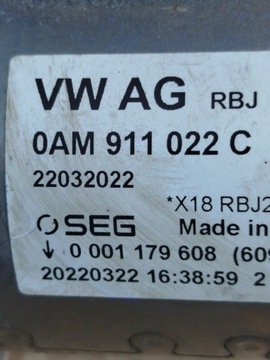 VW AG RBJ
0AM 911 022 C
22032022
*X18 RBJ2
SEG Made in
↓ 0 001 179 608 (609
20220322 16:38:59 2